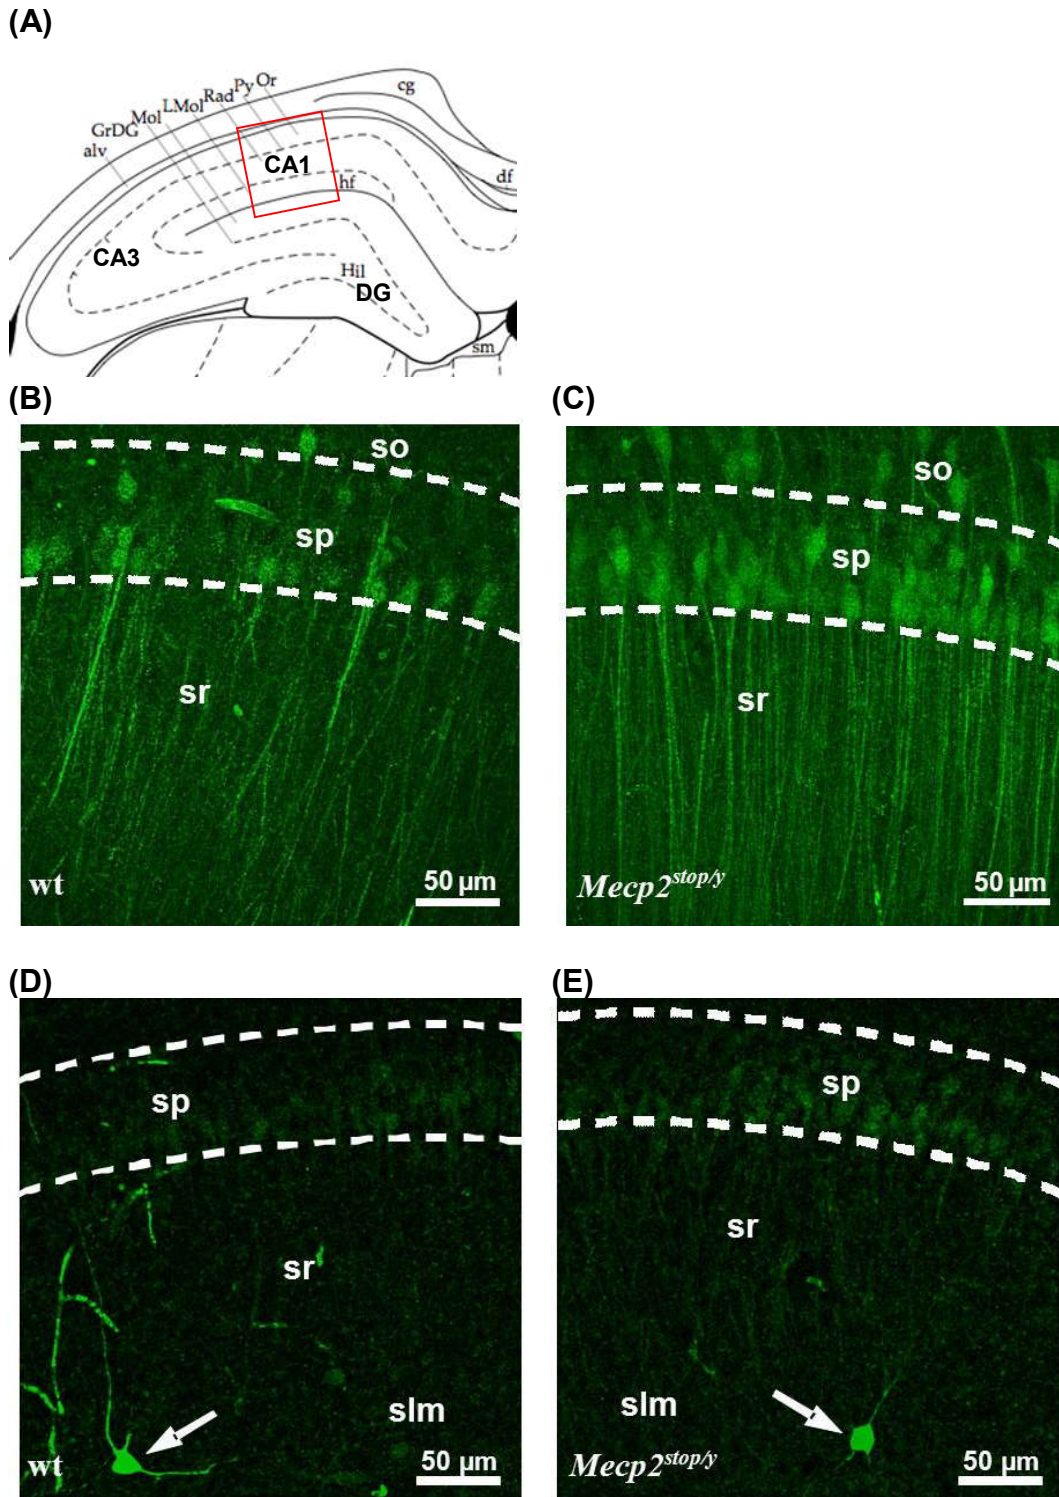 (A)
Or
Py
Rad
LMol
Mol
GrDG
alv
cg
CA1
hf
df
CA3
Hil
DG
sm
(B)
(C)
so
sp
sr
wt
50 µm
so
sp
sr
Mecp2stop/y
50 µm
(D)
(E)
sp
sr
slm
wt
50 µm
sp
sr
slm
Mecp2stop/y
50 µm